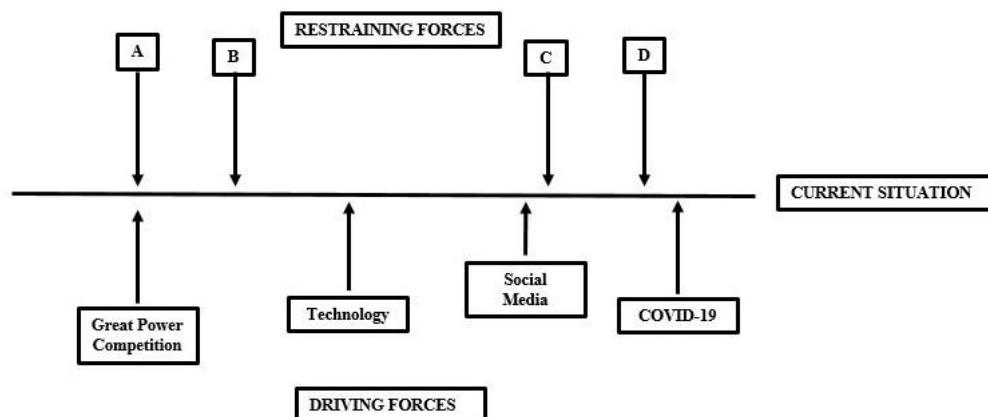 RESTRAINING FORCES
A
B
C
D
CURRENT SITUATION
Great Power
Competition
Technology
Social
Media
COVID-19
DRIVING FORCES